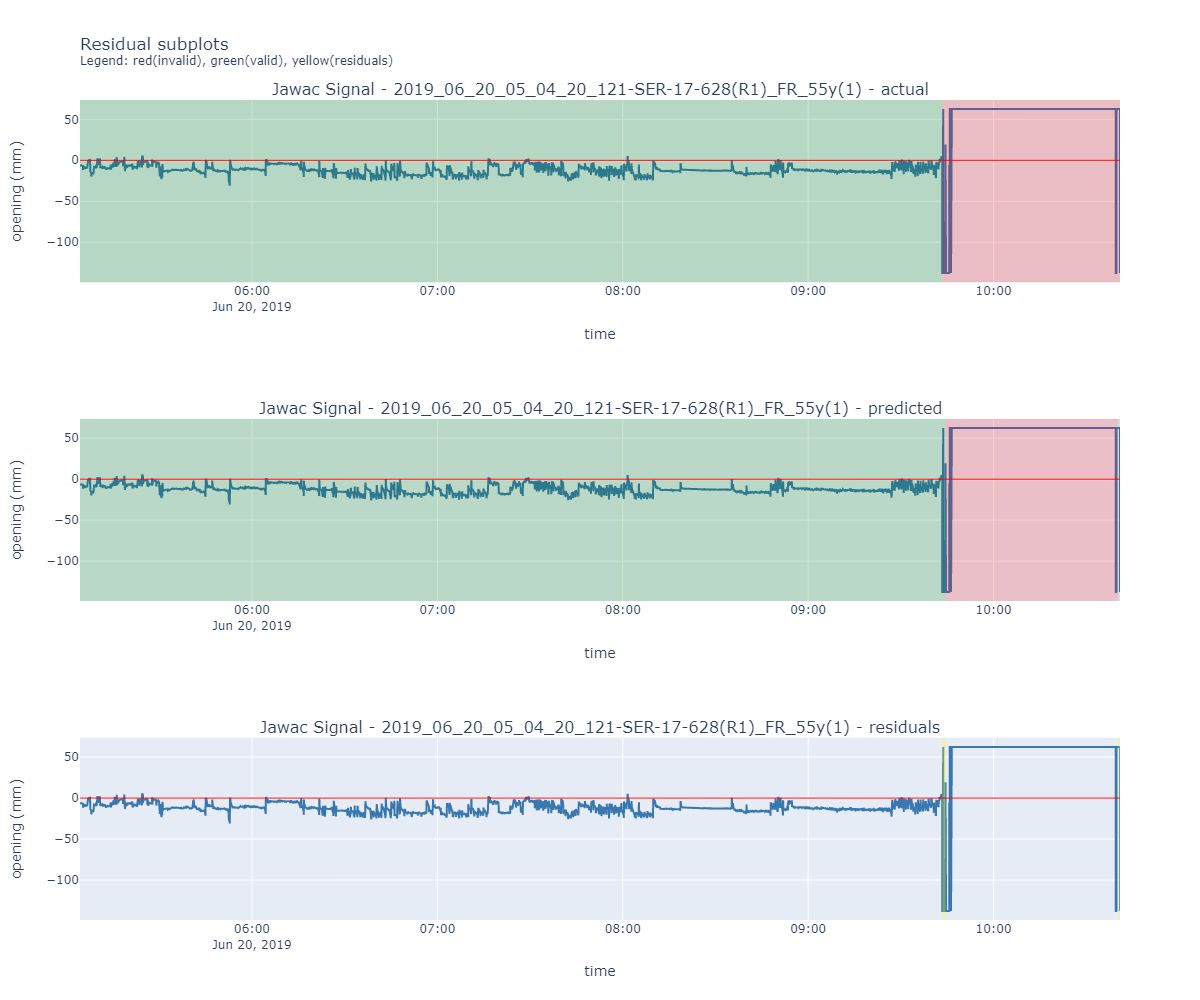 Residual subplots
Legend: red(invalid), green(valid), yellow(residuals)
Jawac Signal - 2019_06_20_05_04_20_121-SER-17-628(R1)_FR_55y(1) - actual
opening (mm)
50
0
−50
−100
06:00
07:00
08:00
09:00
10:00
Jun 20, 2019
time
Jawac Signal - 2019_06_20_05_04_20_121-SER-17-628(R1)_FR_55y(1) - predicted
opening (mm)
50
0
−50
−100
06:00
07:00
08:00
09:00
10:00
Jun 20, 2019
time
Jawac Signal - 2019_06_20_05_04_20_121-SER-17-628(R1)_FR_55y(1) - residuals
opening (mm)
50
0
−50
−100
06:00
07:00
08:00
09:00
10:00
Jun 20, 2019
time